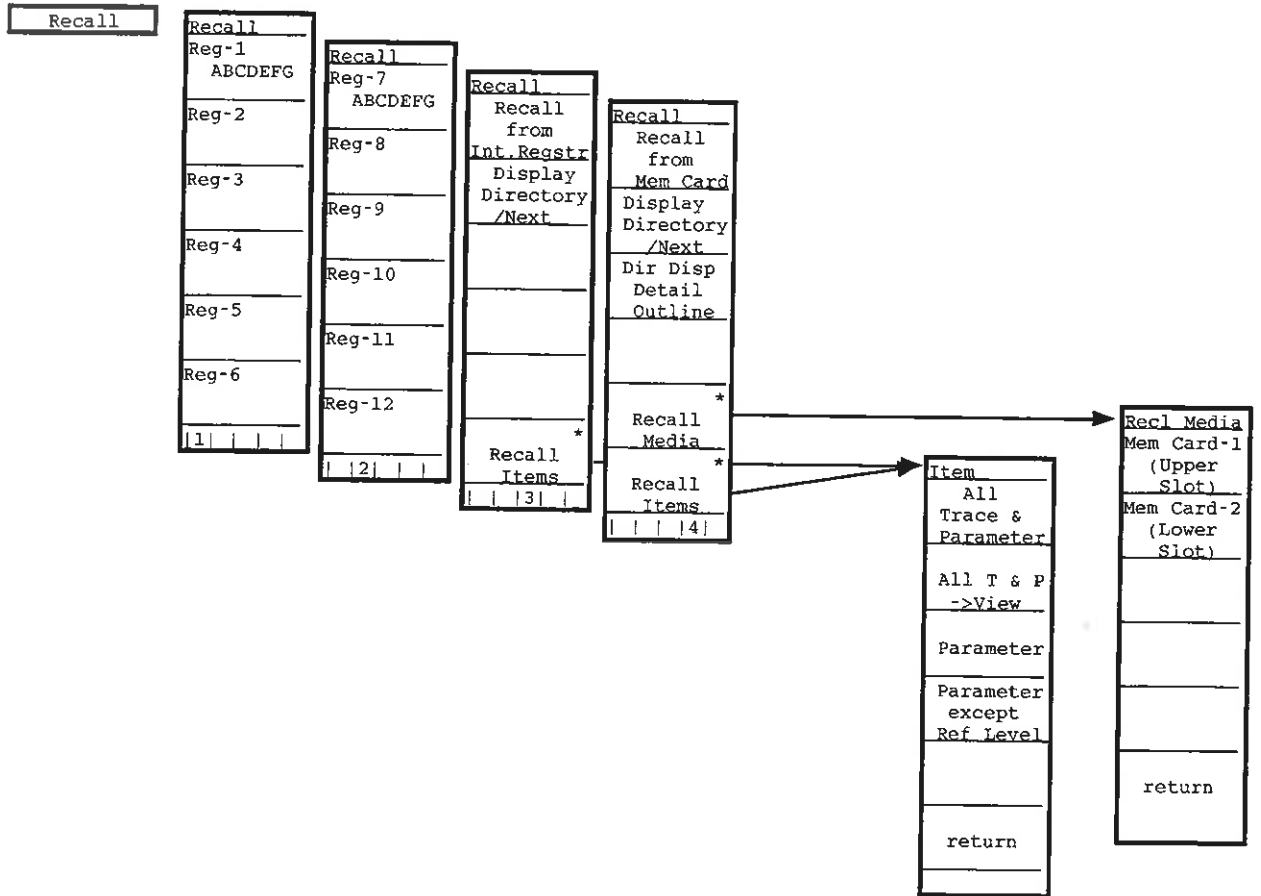 Recall
Recall
Reg-1
ABCDEFG
Reg-2
Reg-3
Reg-4
Reg-5
Reg-6
|1| | | |
Recall
Reg-7
ABCDEFG
Reg-8
Reg-9
Reg-10
Reg-11
Reg-12
| |2| | |
Recall
Recall
from
Int.Regstr
Display
Directory
/Next
*
Recall
Items
| | |3| |
Recall
Recall
from
Mem Card
Display
Directory
/Next
Dir Disp
Detail
Outline
*
Recall
Media
*
Recall
Items
| | | |4|
Item
All
Trace &
Parameter
All T & P
->View
Parameter
Parameter
except
Ref Level
return
Recl Media
Mem Card-1
(Upper
Slot)
Mem Card-2
(Lower
Slot)
return